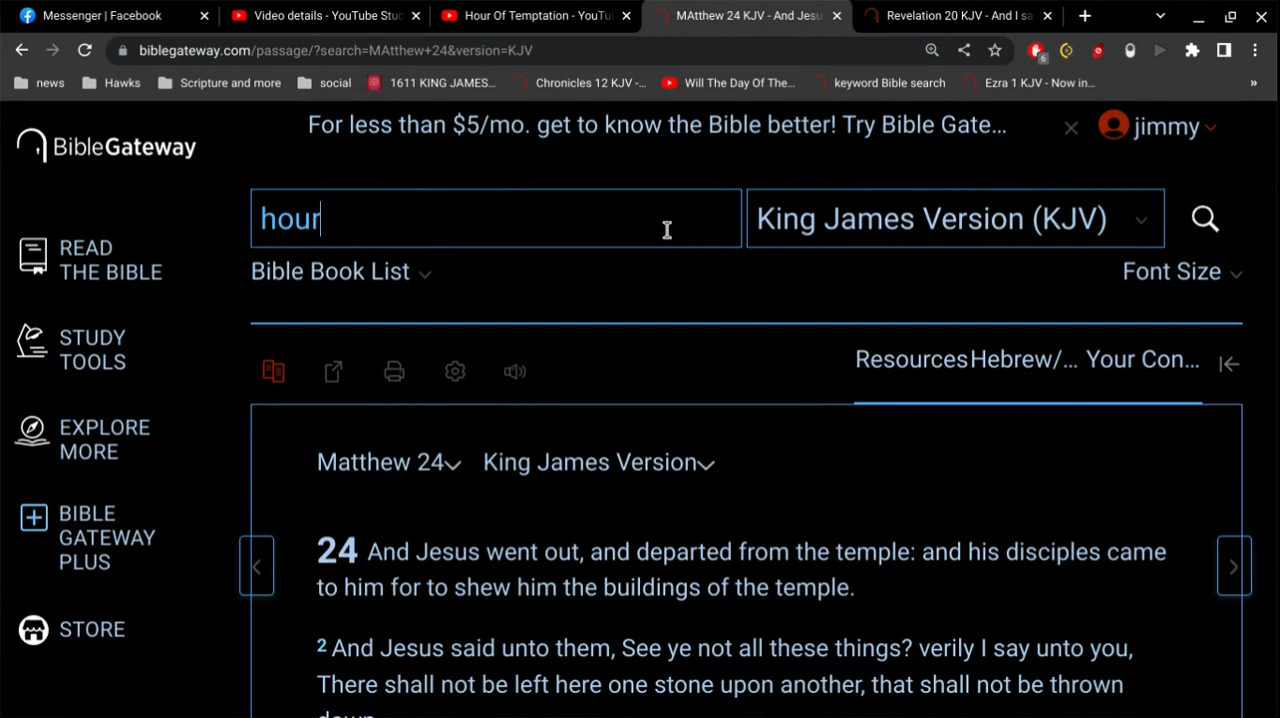 Messenger | Facebook
Video details - YouTube Stu
Hour Of Temptation - YouTu
MAtthew 24 KJV - And Jesu
Revelation 20 KJV - And I sa
biblegateway.com/passage/?search=MAtthew+24&version=KJV
6
news
Hawks
Scripture and more
social
1611 KING JAMES...
Chronicles 12 KJV -...
Will The Day Of The...
keyword Bible search
Ezra 1 KJV - Now in...
»
For less than $5/mo. get to know the Bible better! Try Bible Gate...
jimmy
BibleGateway
hour
King James Version (KJV)
READ
THE BIBLE
Bible Book List
Font Size
STUDY
TOOLS
Resources Hebrew/... Your Con...
EXPLORE
MORE
Matthew 24 King James Version
BIBLE
GATEWAY
PLUS
24 And Jesus went out, and departed from the temple: and his disciples came
to him for to shew him the buildings of the temple.
STORE
2 And Jesus said unto them, See ye not all these things? verily I say unto you,
There shall not be left here one stone upon another, that shall not be thrown
down.